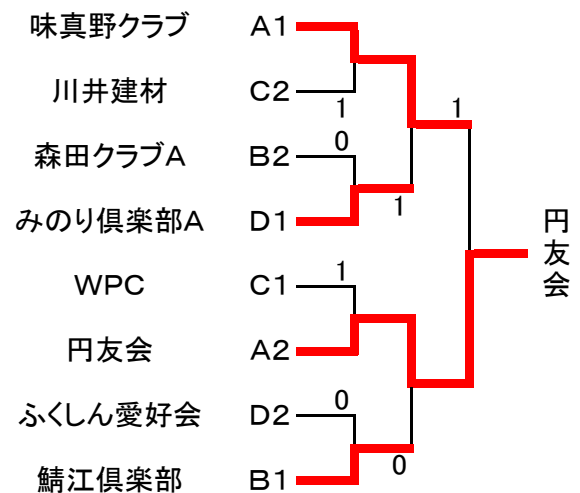 味真野クラブ A1
川井建材 C2
1
1
0
森田クラブA B2
みのり倶楽部A D1
1
円友会
WPC C1
1
円友会 A2
ふくしん愛好会 D2
0
0
鯖江倶楽部 B1